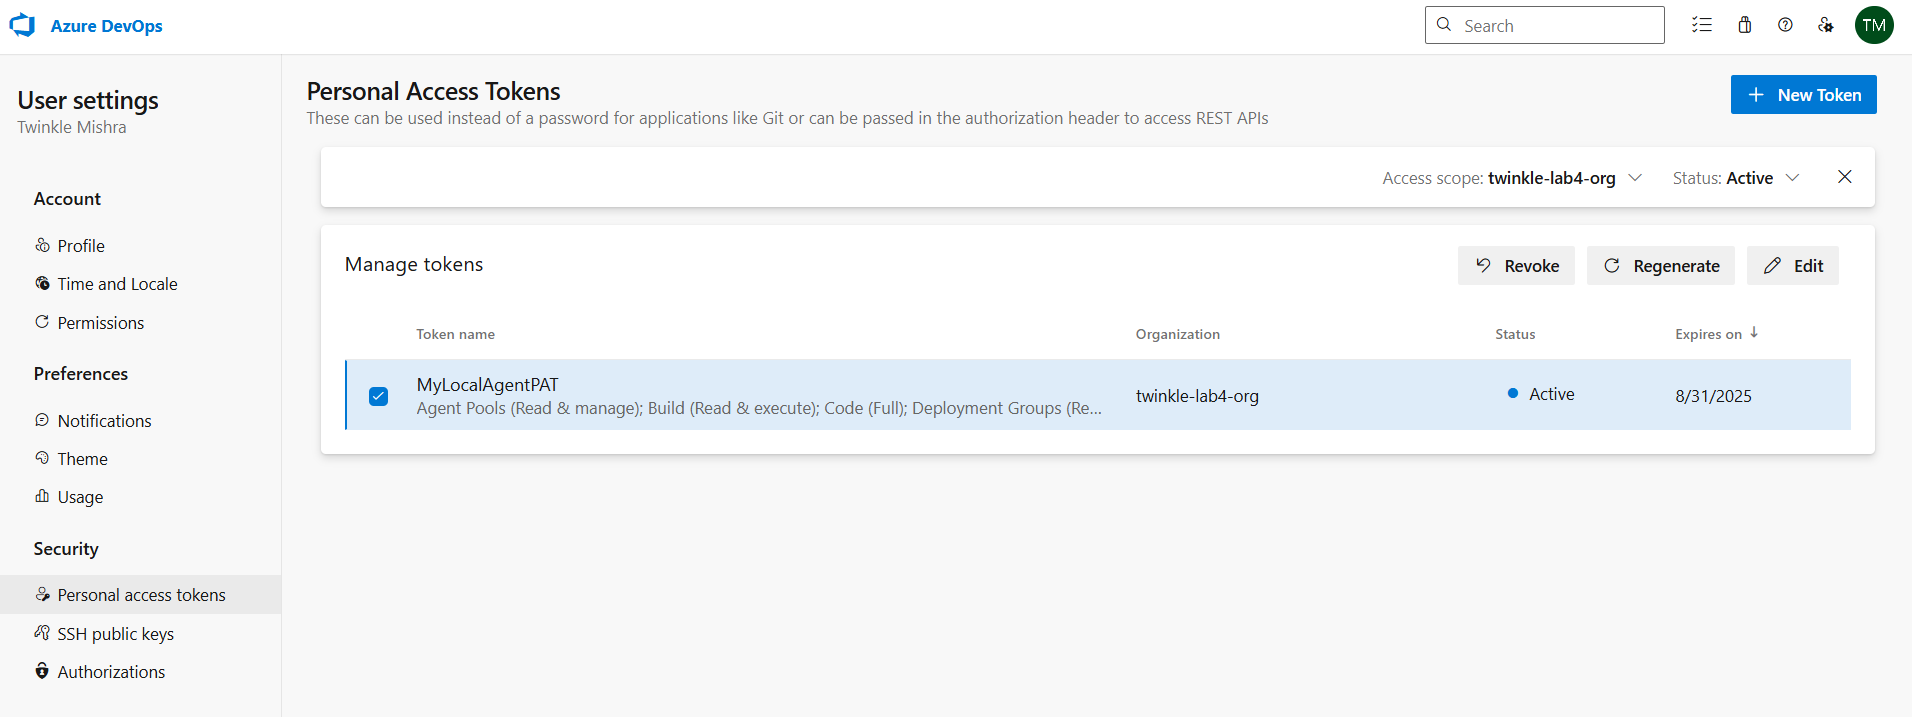 Azure DevOps
Search
TM
User settings
Twinkle Mishra
Account
Profile
Time and Locale
Permissions
Preferences
Notifications
Theme
Usage
Security
Personal access tokens
SSH public keys
Authorizations
Personal Access Tokens
These can be used instead of a password for applications like Git or can be passed in the authorization header to access REST APIs
New Token
Access scope: twinkle-lab4-org Status: Active
Manage tokens
Revoke Regenerate Edit
Token name Organization Status Expires on
MyLocalAgentPAT
Agent Pools (Read & manage); Build (Read & execute); Code (Full); Deployment Groups (Re...
twinkle-lab4-org Active 8/31/2025